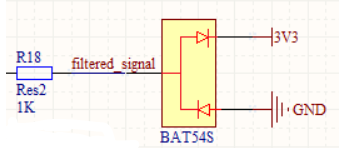 R18
filtered_signal
3V3
Res2
1K
GND
BAT54S